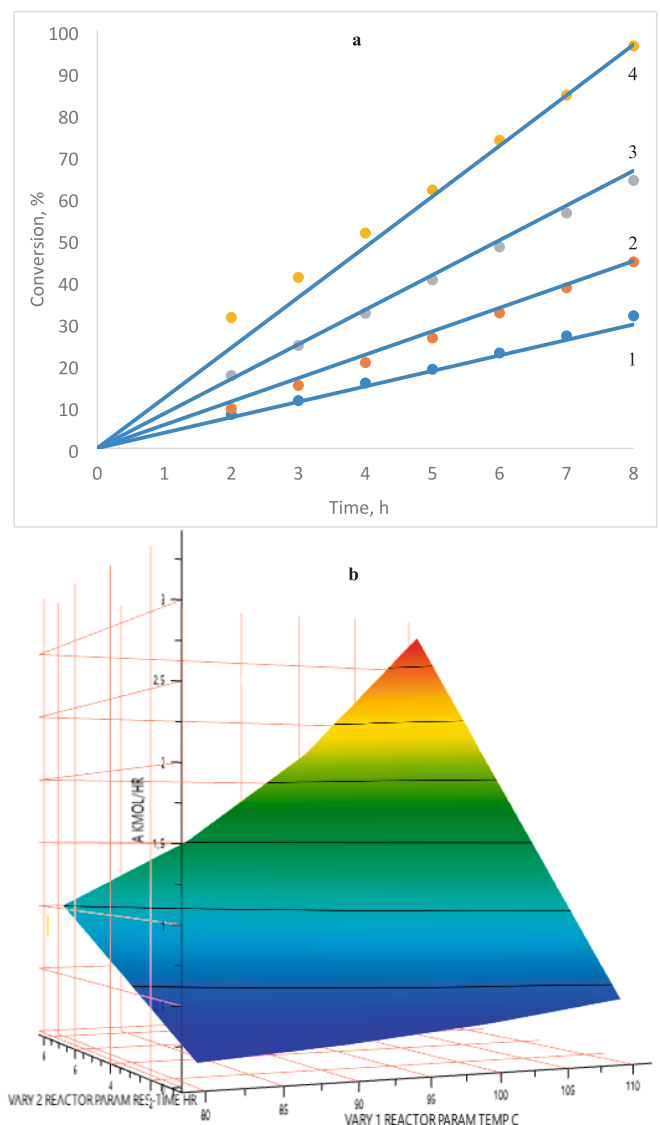 a
100
90
80
70
60
50
40
30
20
10
0
Conversion, %
4
3
2
1
0 1 2 3 4 5 6 7 8
Time, h
b
3
2.5
2
1,5
1
A KMOL/HR
8 6 4 2
VARY 2 REACTOR PARAM RES-TIME HR
80 85 90 95 100 105 110
VARY 1 REACTOR PARAM TEMP C